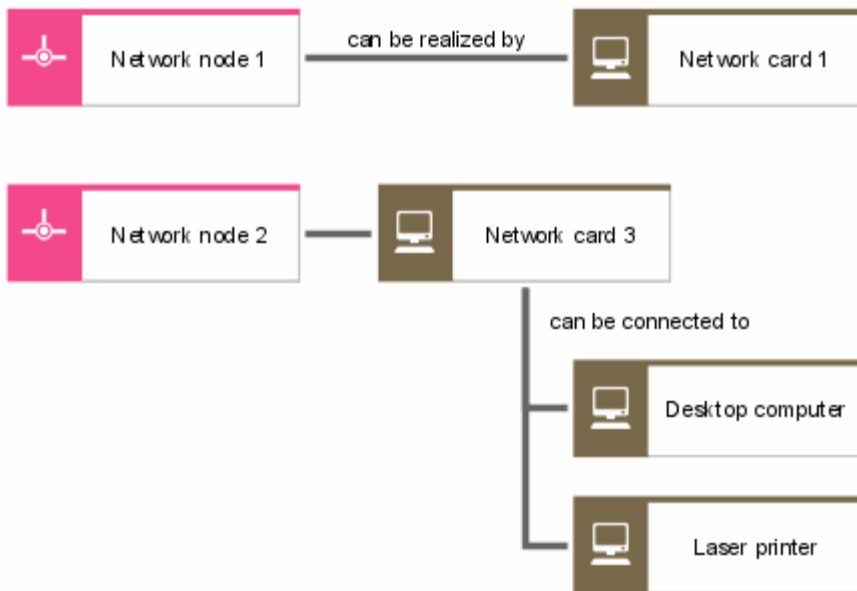 Network node 1
can be realized by
Network card 1
Network node 2
Network card 3
can be connected to
Desktop computer
Laser printer